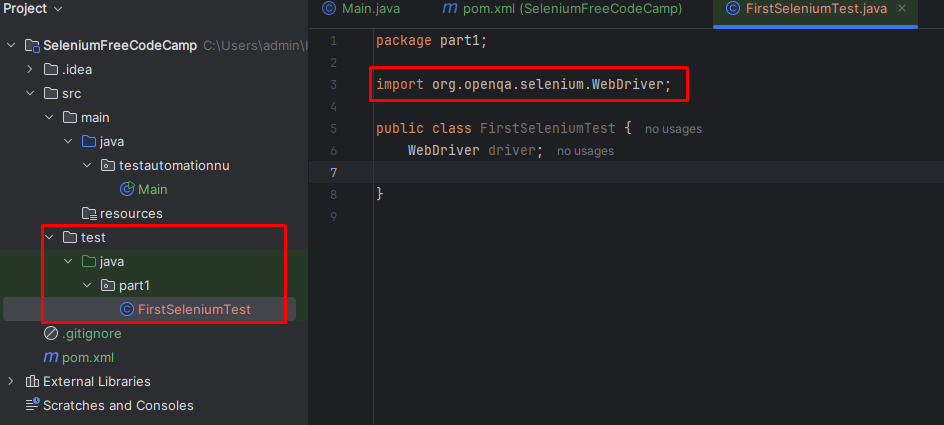 Project
SeleniumFreeCodeCamp C:\Users\admin\
.idea
src
main
java
testautomationnu
Main
resources
test
java
part1
FirstSeleniumTest
.gitignore
pom.xml
External Libraries
Scratches and Consoles
Main.java
pom.xml (SeleniumFreeCodeCamp)
FirstSeleniumTest.java
1 package part1;
2
3 import org.openqa.selenium.WebDriver;
4
5 public class FirstSeleniumTest { no usages
6 WebDriver driver; no usages
7
8 }
9